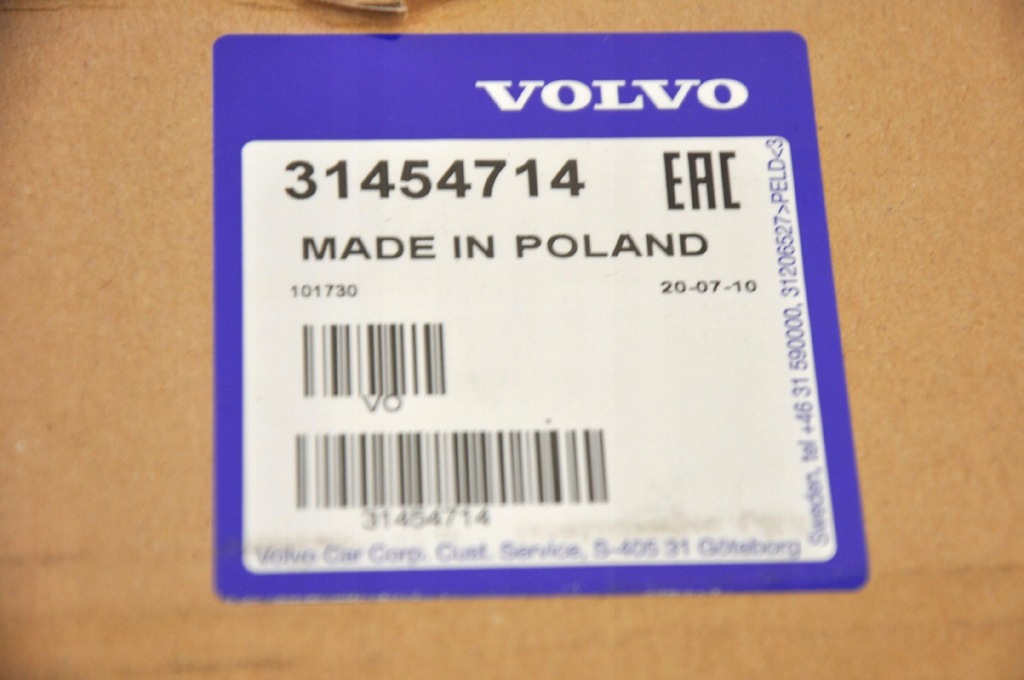 VOLVO
31454714 EAC
MADE IN POLAND
101730 20-07-10
VO
31454714
Volvo Car Corp. Cust. Service, S-405 31 Göteborg
Sweden, tel +46 31 590000, 31206527>PELD<3